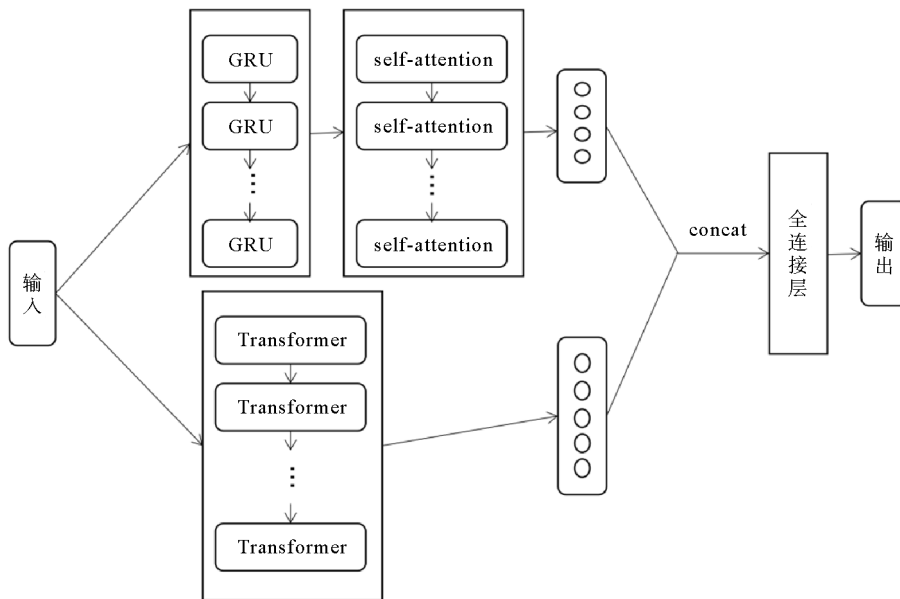 输入
GRU
GRU
⋮
GRU
self-attention
self-attention
⋮
self-attention
Transformer
Transformer
⋮
Transformer
concat
全连接层
输出